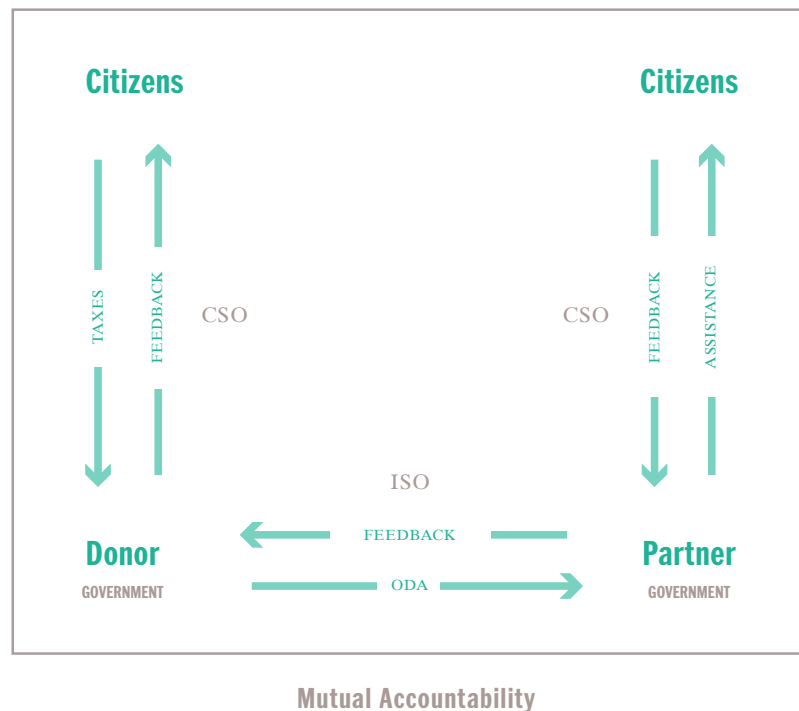 Citizens
Citizens
TAXES
FEEDBACK
CSO
CSO
FEEDBACK
ASSISTANCE
ISO
FEEDBACK
Donor
GOVERNMENT
Partner
GOVERNMENT
ODA
Mutual Accountability